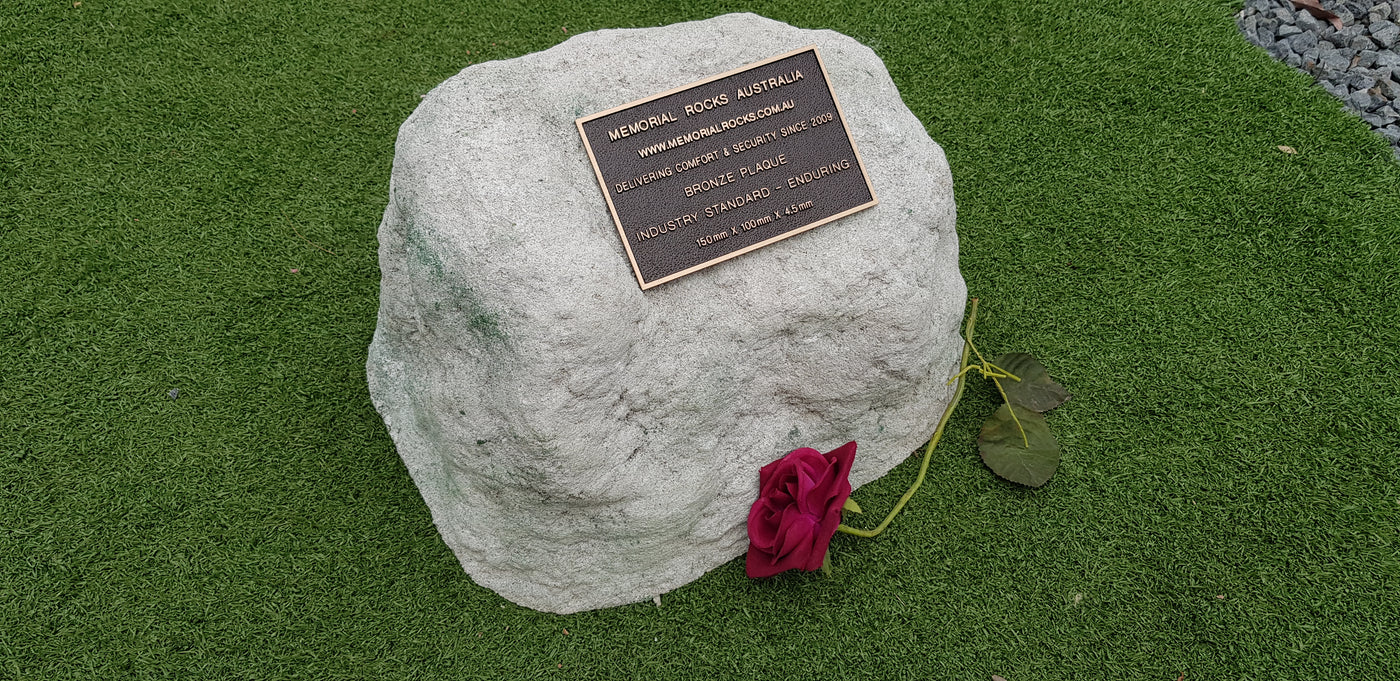 MEMORIAL ROCKS AUSTRALIA
WWW.MEMORIALROCKS.COM.AU
DELIVERING COMFORT & SECURITY SINCE 2009
BRONZE PLAQUE
INDUSTRY STANDARD - ENDURING
150mm X 100mm X 4.5mm